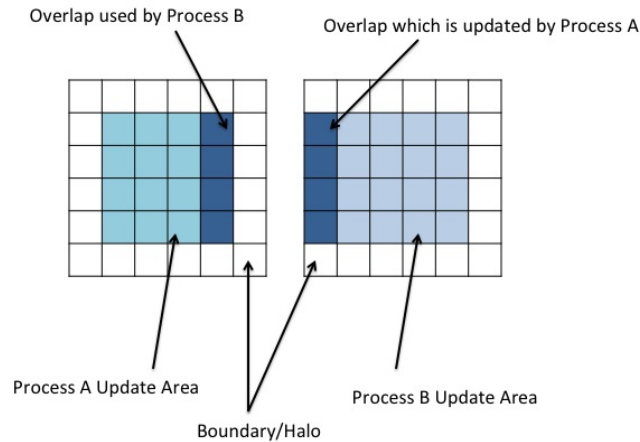 Overlap used by Process B
Overlap which is updated by Process A
Process A Update Area
Process B Update Area
Boundary/Halo